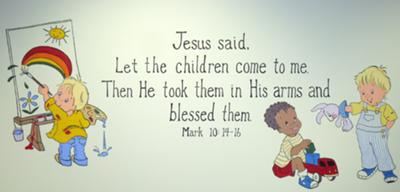 Jesus said,
Let the children come to me.
Then He took them in His arms and
blessed them.
Mark 10:14-16